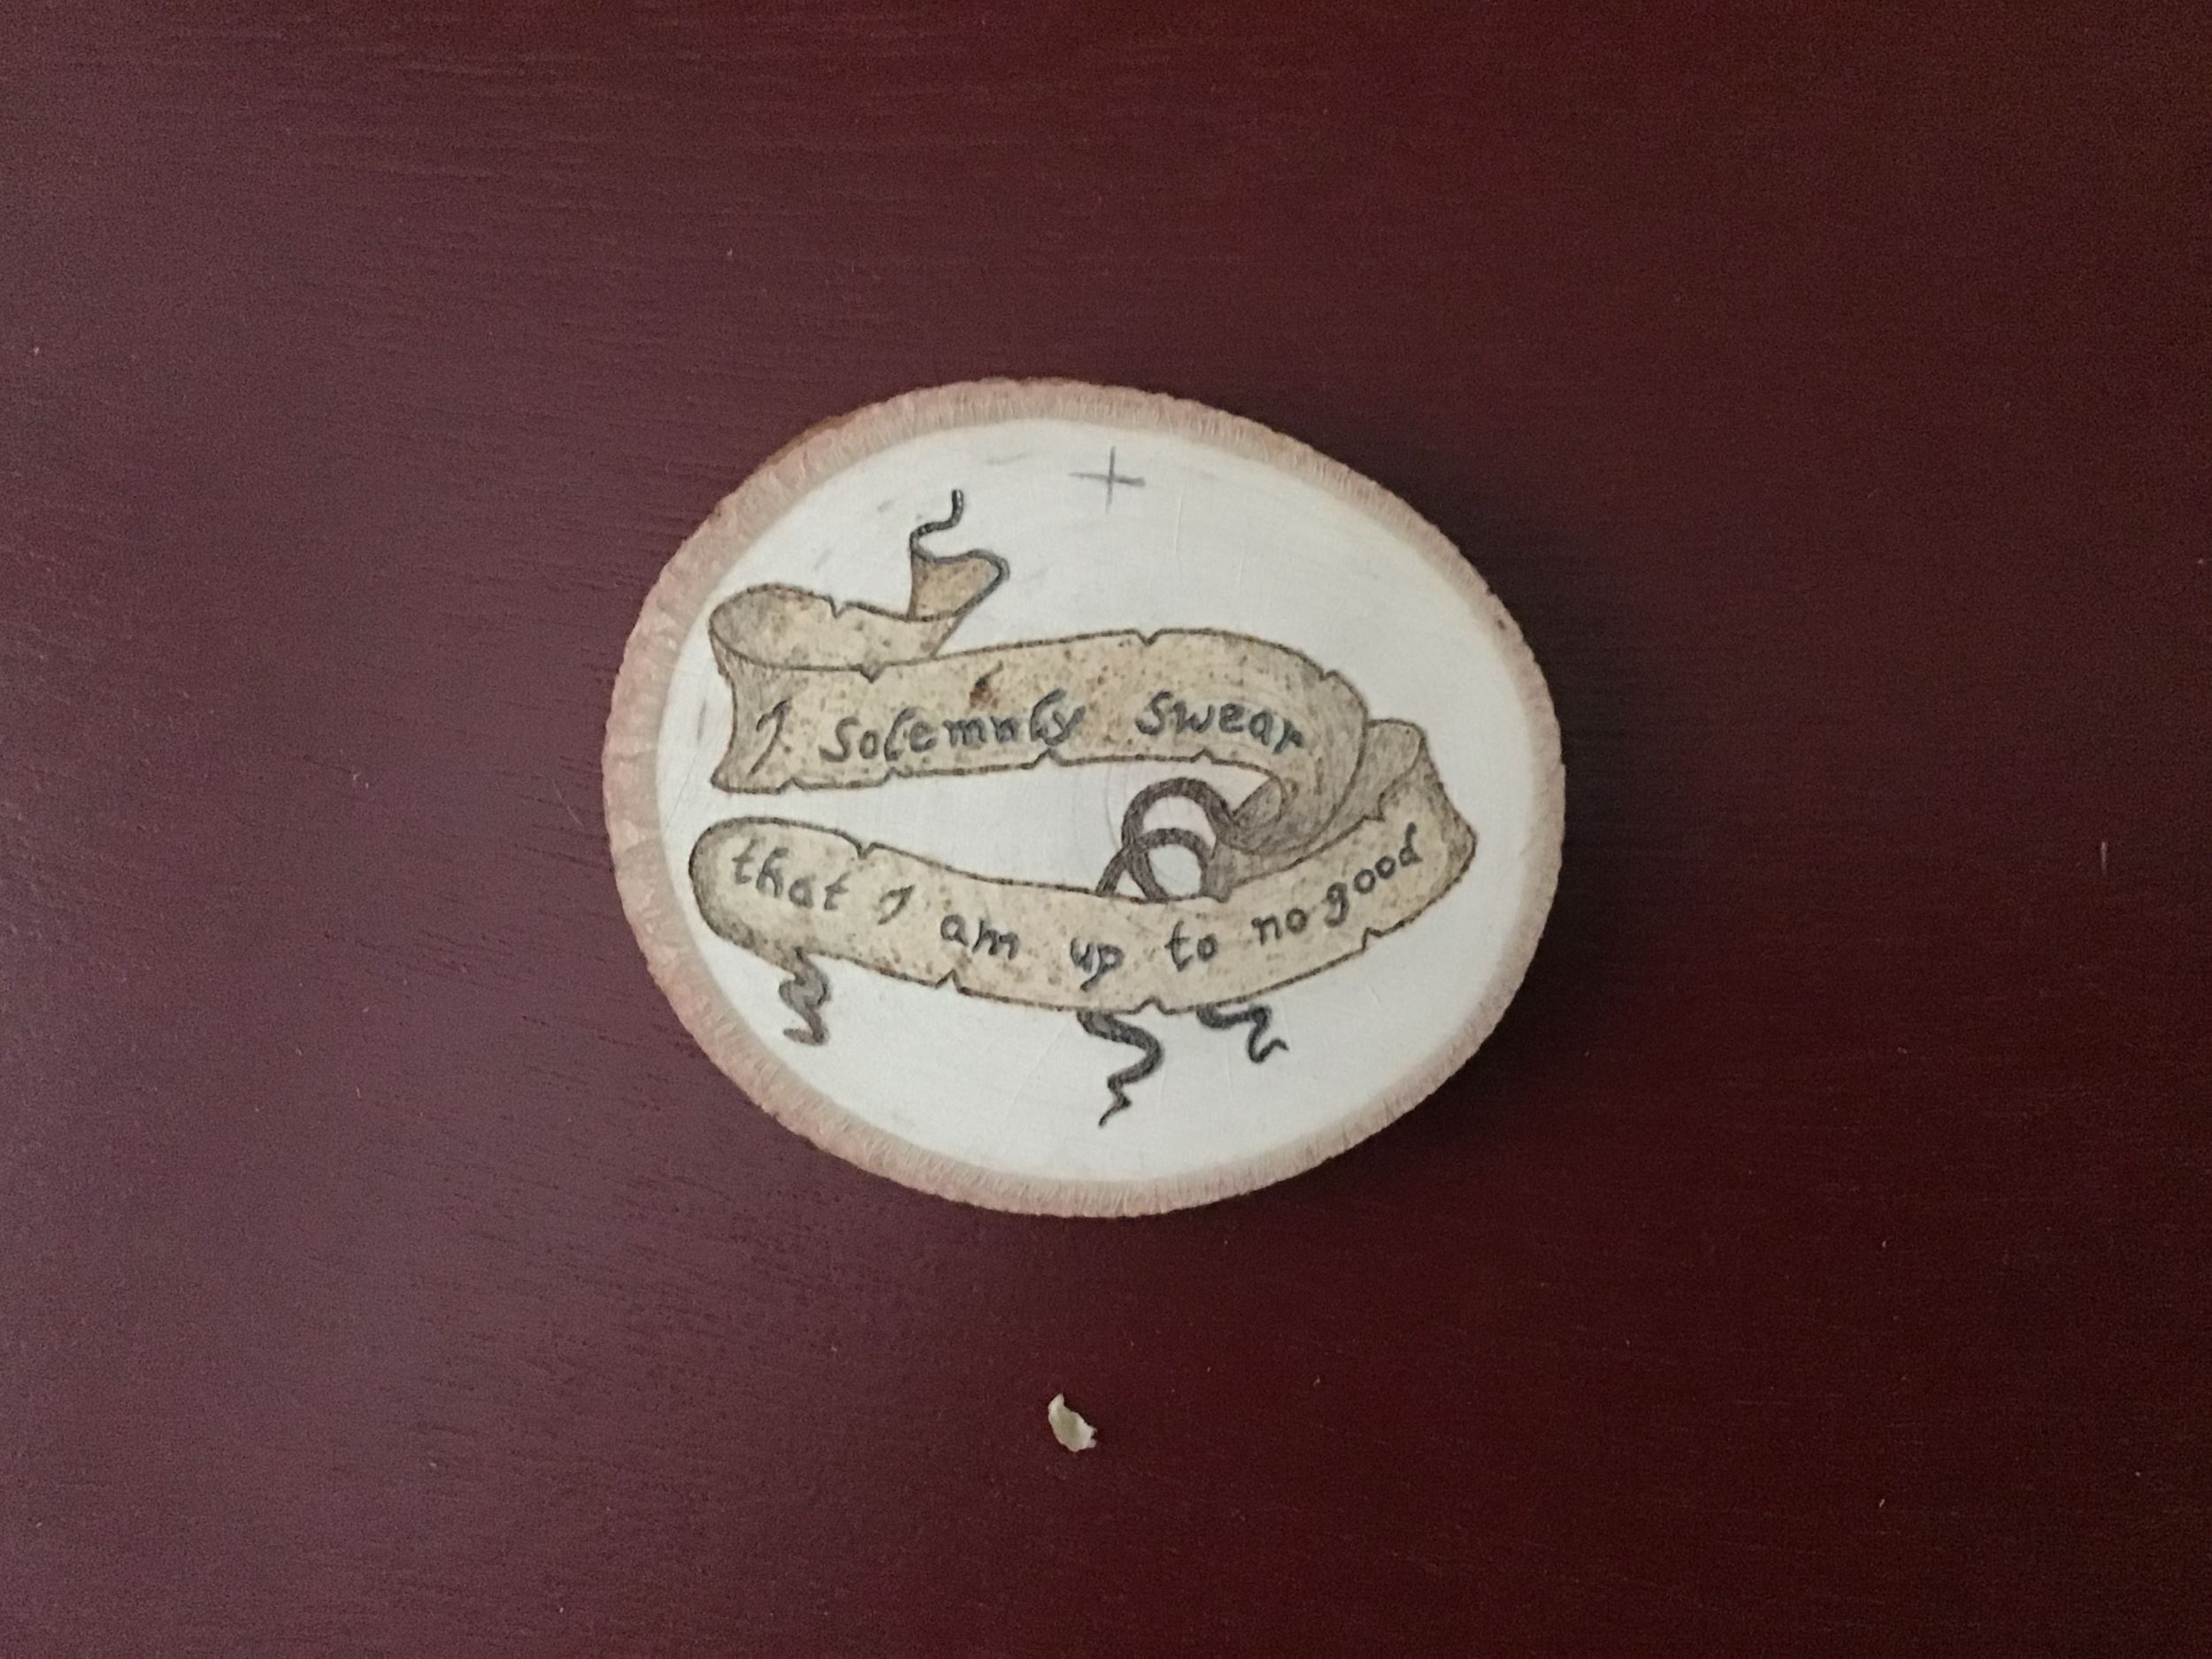 I solemnly swear
that I am up to no good